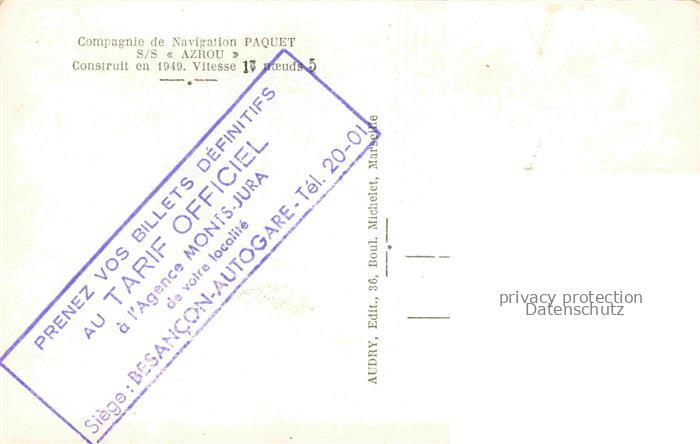 Compagnie de Navigation PAQUET
S/S « AZROU »
Construit en 1949. Vitesse 17 nœuds 5
PRENEZ VOS BILLETS DÉFINITIFS
AU TARIF OFFICIEL
à l'Agence MONTS-JURA
de votre localité
Siège: BESANÇON-AUTOGARE-Tél. 20-01
AUDRY, Edit., 36, Boul. Michelet, Marseille
privacy protection
Datenschutz